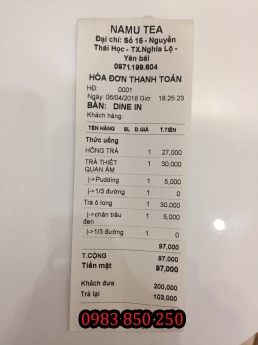 NAMU TEA
Đại chỉ: Số 15 - Nguyễn
Thái Học - TX.Nghĩa Lộ -
Yên bái
0971.199.604
HÓA ĐƠN THANH TOÁN
HĐ: 0001
Ngày: 06/04/2018 Giờ: 18:25:23
BÀN: DINE IN
Khách hàng:
TÊN HÀNG SL Đ.GIÁ T.TIỀN
Thức uống
HỒNG TRÀ 1 27,000
TRÀ THIẾT 1 30,000
QUAN ÂM
|->Pudding 1 5,000
|->1/3 đường 1 0
Trà ô long 1 30,000
|->chân trâu 1 5,000
đen
|->1/3 đường 1 0
97,000
T.CỘNG 97,000
Tiền mặt 97,000
Khách đưa 200,000
Trả lại 103,000
0983 850 250